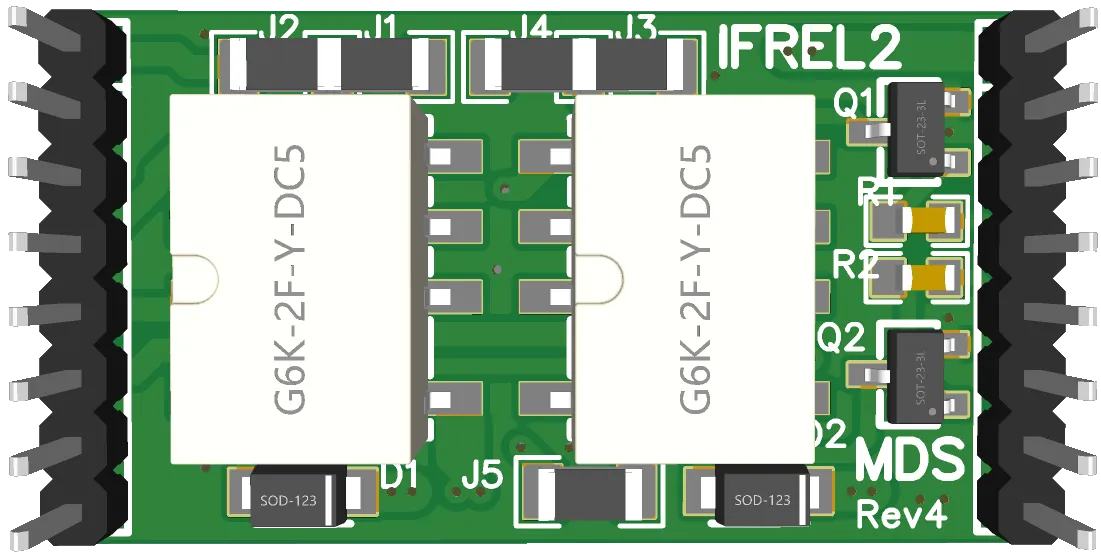 J2 J1 J4 J3 IFREL2
Q1
SOT-23-3L
G6K-2F-Y-DC5
G6K-2F-Y-DC5
R1
R2
Q2
SOT-23-3L
D2
MDS
D1 J5
SOD-123
SOD-123
Rev4